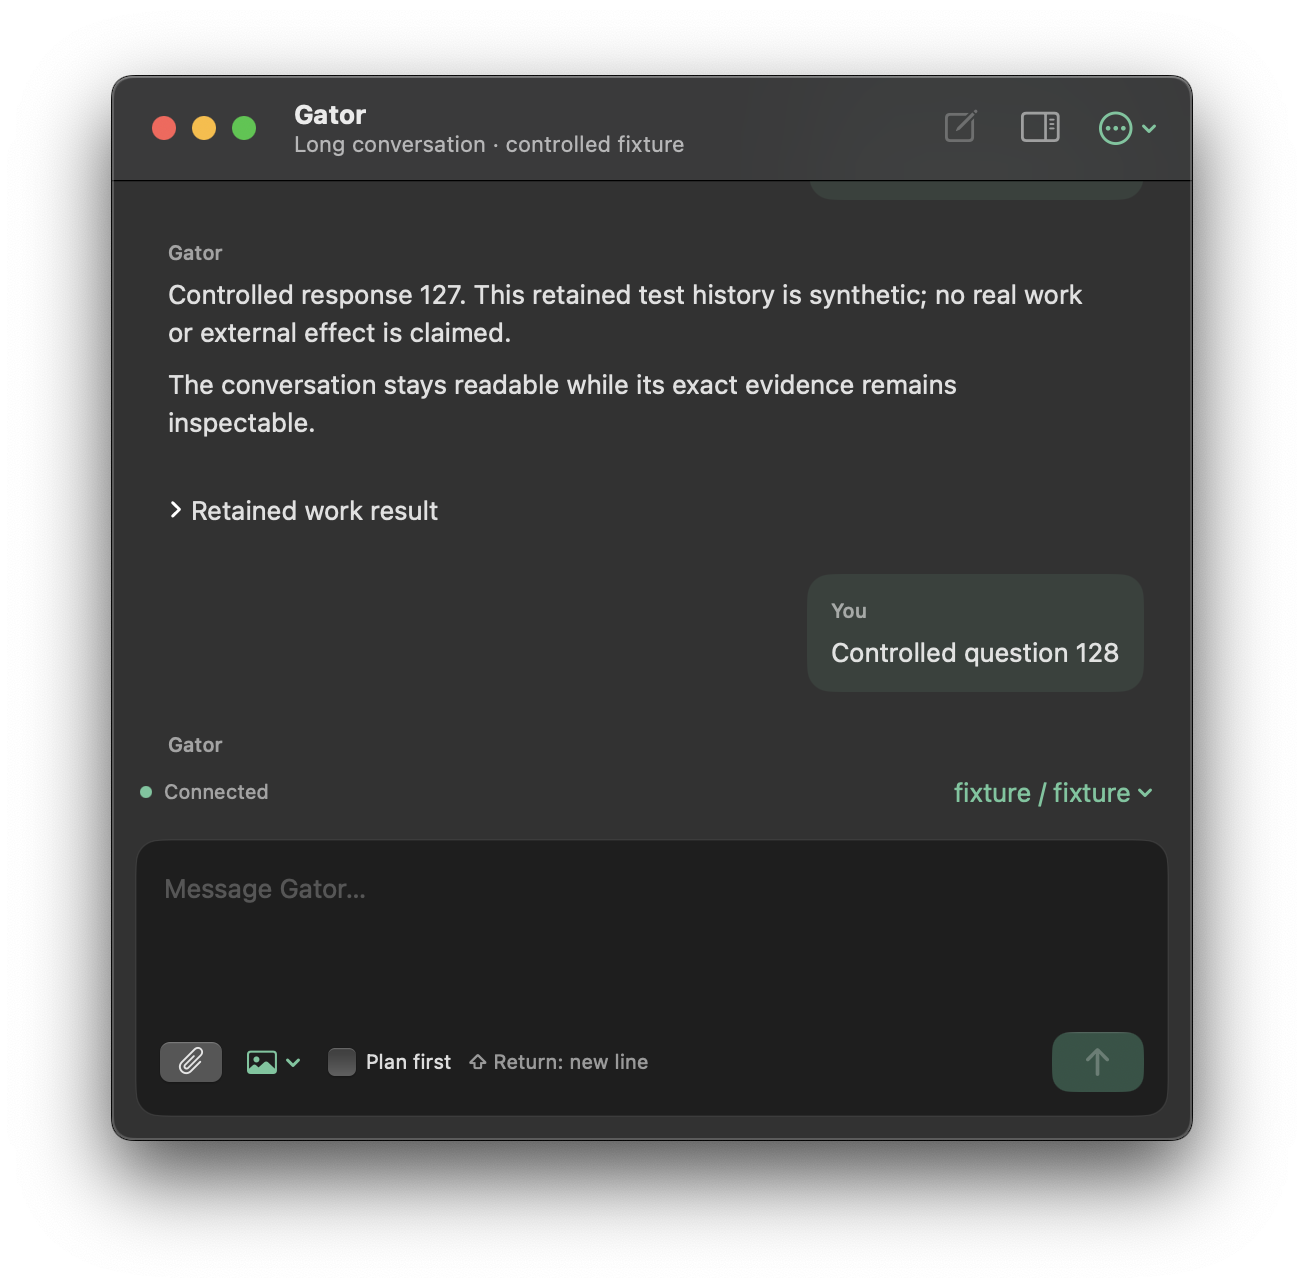 Gator
Long conversation · controlled fixture
Gator
Controlled response 127. This retained test history is synthetic; no real work
or external effect is claimed.
The conversation stays readable while its exact evidence remains
inspectable.
Retained work result
You
Controlled question 128
Gator
Connected
fixture / fixture
Message Gator...
Plan first
Return: new line